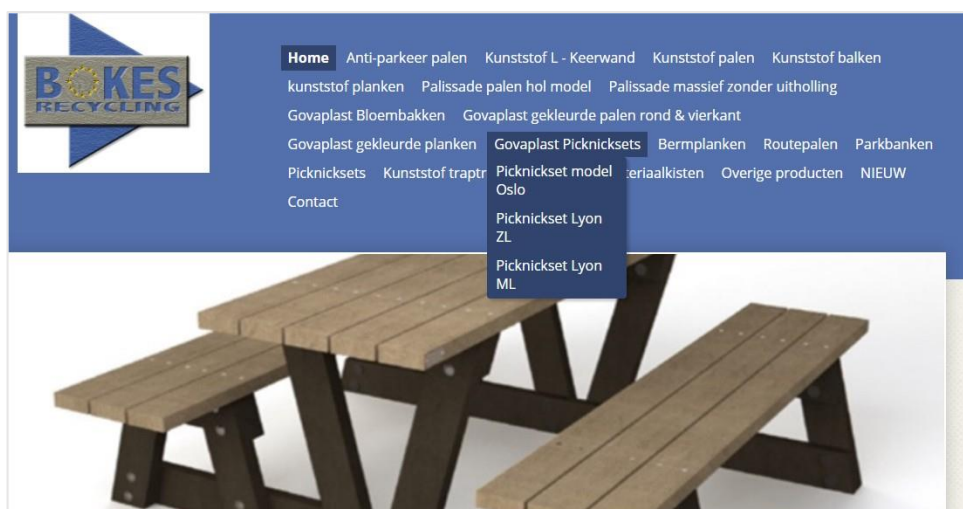 BOKES
RECYCLING
Home Anti-parkeer palen Kunststof L - Keerwand Kunststof palen Kunststof balken
kunststof planken Palissade palen hol model Palissade massief zonder uitholling
Govaplast Bloembakken Govaplast gekleurde palen rond & vierkant
Govaplast gekleurde planken Govaplast Picknicksets Bermplanken Routepalen Parkbanken
Picknicksets Kunststof Overige producten NIEUW
Contact
Picknickset model
Oslo
Picknickset Lyon
ZL
Picknickset Lyon
ML